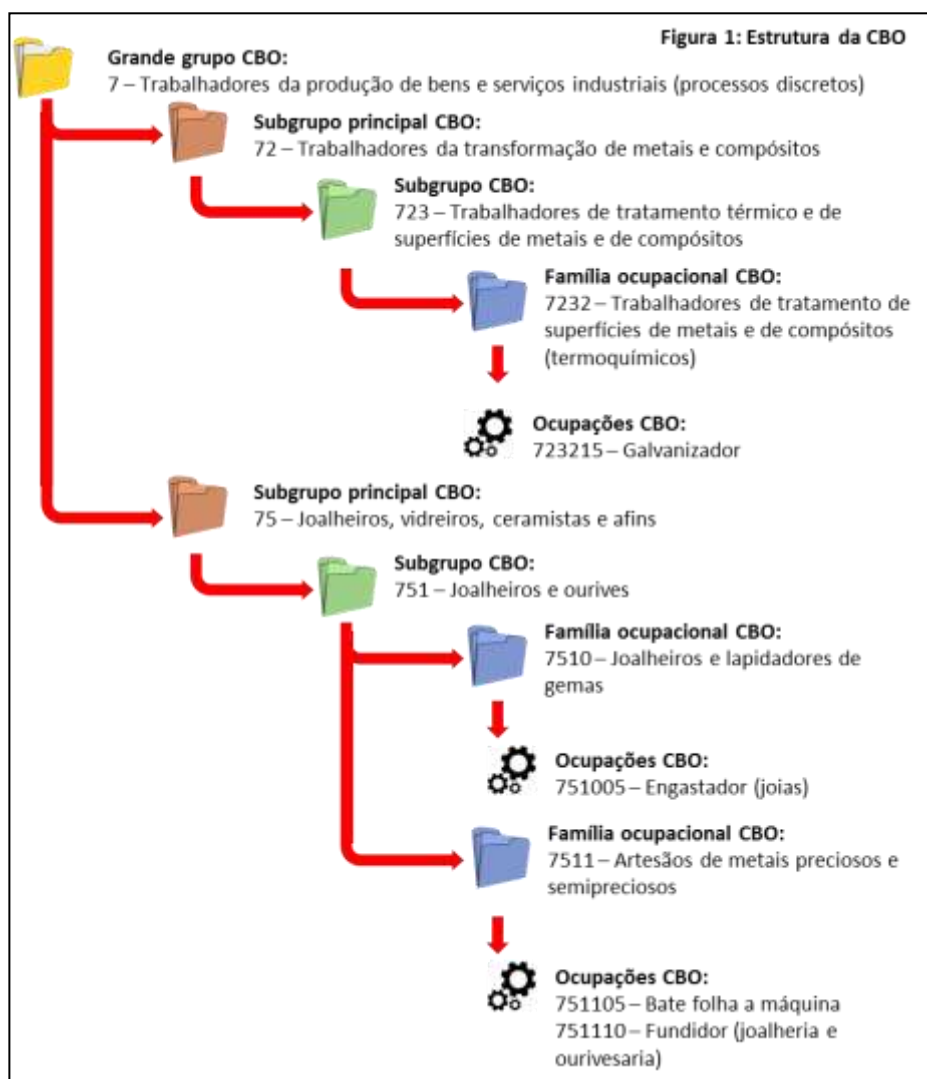 Figura 1: Estrutura da CBO
Grande grupo CBO:
7 – Trabalhadores da produção de bens e serviços industriais (processos discretos)
Subgrupo principal CBO:
72 – Trabalhadores da transformação de metais e compósitos
Subgrupo CBO:
723 – Trabalhadores de tratamento térmico e de
superfícies de metais e de compósitos
Família ocupacional CBO:
7232 – Trabalhadores de tratamento de
superfícies de metais e de compósitos
(termoquímicos)
Ocupações CBO:
723215 – Galvanizador
Subgrupo principal CBO:
75 – Joalheiros, vidreiros, ceramistas e afins
Subgrupo CBO:
751 – Joalheiros e ourives
Família ocupacional CBO:
7510 – Joalheiros e lapidadores de
gemas
Ocupações CBO:
751005 – Engastador (joias)
Família ocupacional CBO:
7511 – Artesãos de metais preciosos e
semipreciosos
Ocupações CBO:
751105 – Bate folha a máquina
751110 – Fundidor (joalheria e
ourivesaria)